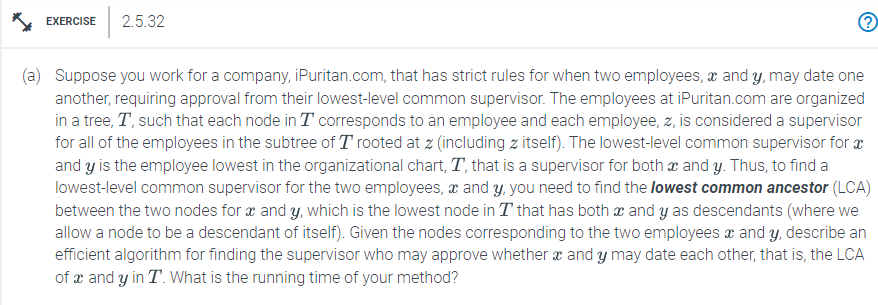 EXERCISE 2.5.32 ?
(a) Suppose you work for a company, iPuritan.com, that has strict rules for when two employees, x and y, may date one
another, requiring approval from their lowest-level common supervisor. The employees at iPuritan.com are organized
in a tree, T, such that each node in T corresponds to an employee and each employee, z, is considered a supervisor
for all of the employees in the subtree of T rooted at z (including z itself). The lowest-level common supervisor for x
and y is the employee lowest in the organizational chart, T, that is a supervisor for both x and y. Thus, to find a
lowest-level common supervisor for the two employees, x and y, you need to find the lowest common ancestor (LCA)
between the two nodes for x and y, which is the lowest node in T that has both x and y as descendants (where we
allow a node to be a descendant of itself). Given the nodes corresponding to the two employees x and y, describe an
efficient algorithm for finding the supervisor who may approve whether x and y may date each other, that is, the LCA
of x and y in T. What is the running time of your method?